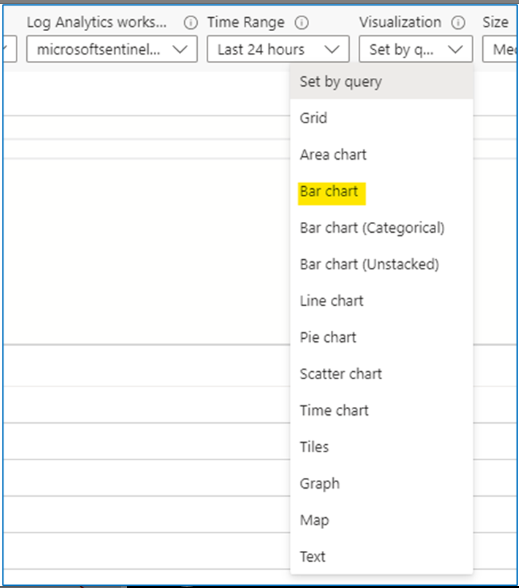 Log Analytics works... Time Range Visualization Size
microsoftsentinel... Last 24 hours Set by q... Med
Set by query
Grid
Area chart
Bar chart
Bar chart (Categorical)
Bar chart (Unstacked)
Line chart
Pie chart
Scatter chart
Time chart
Tiles
Graph
Map
Text